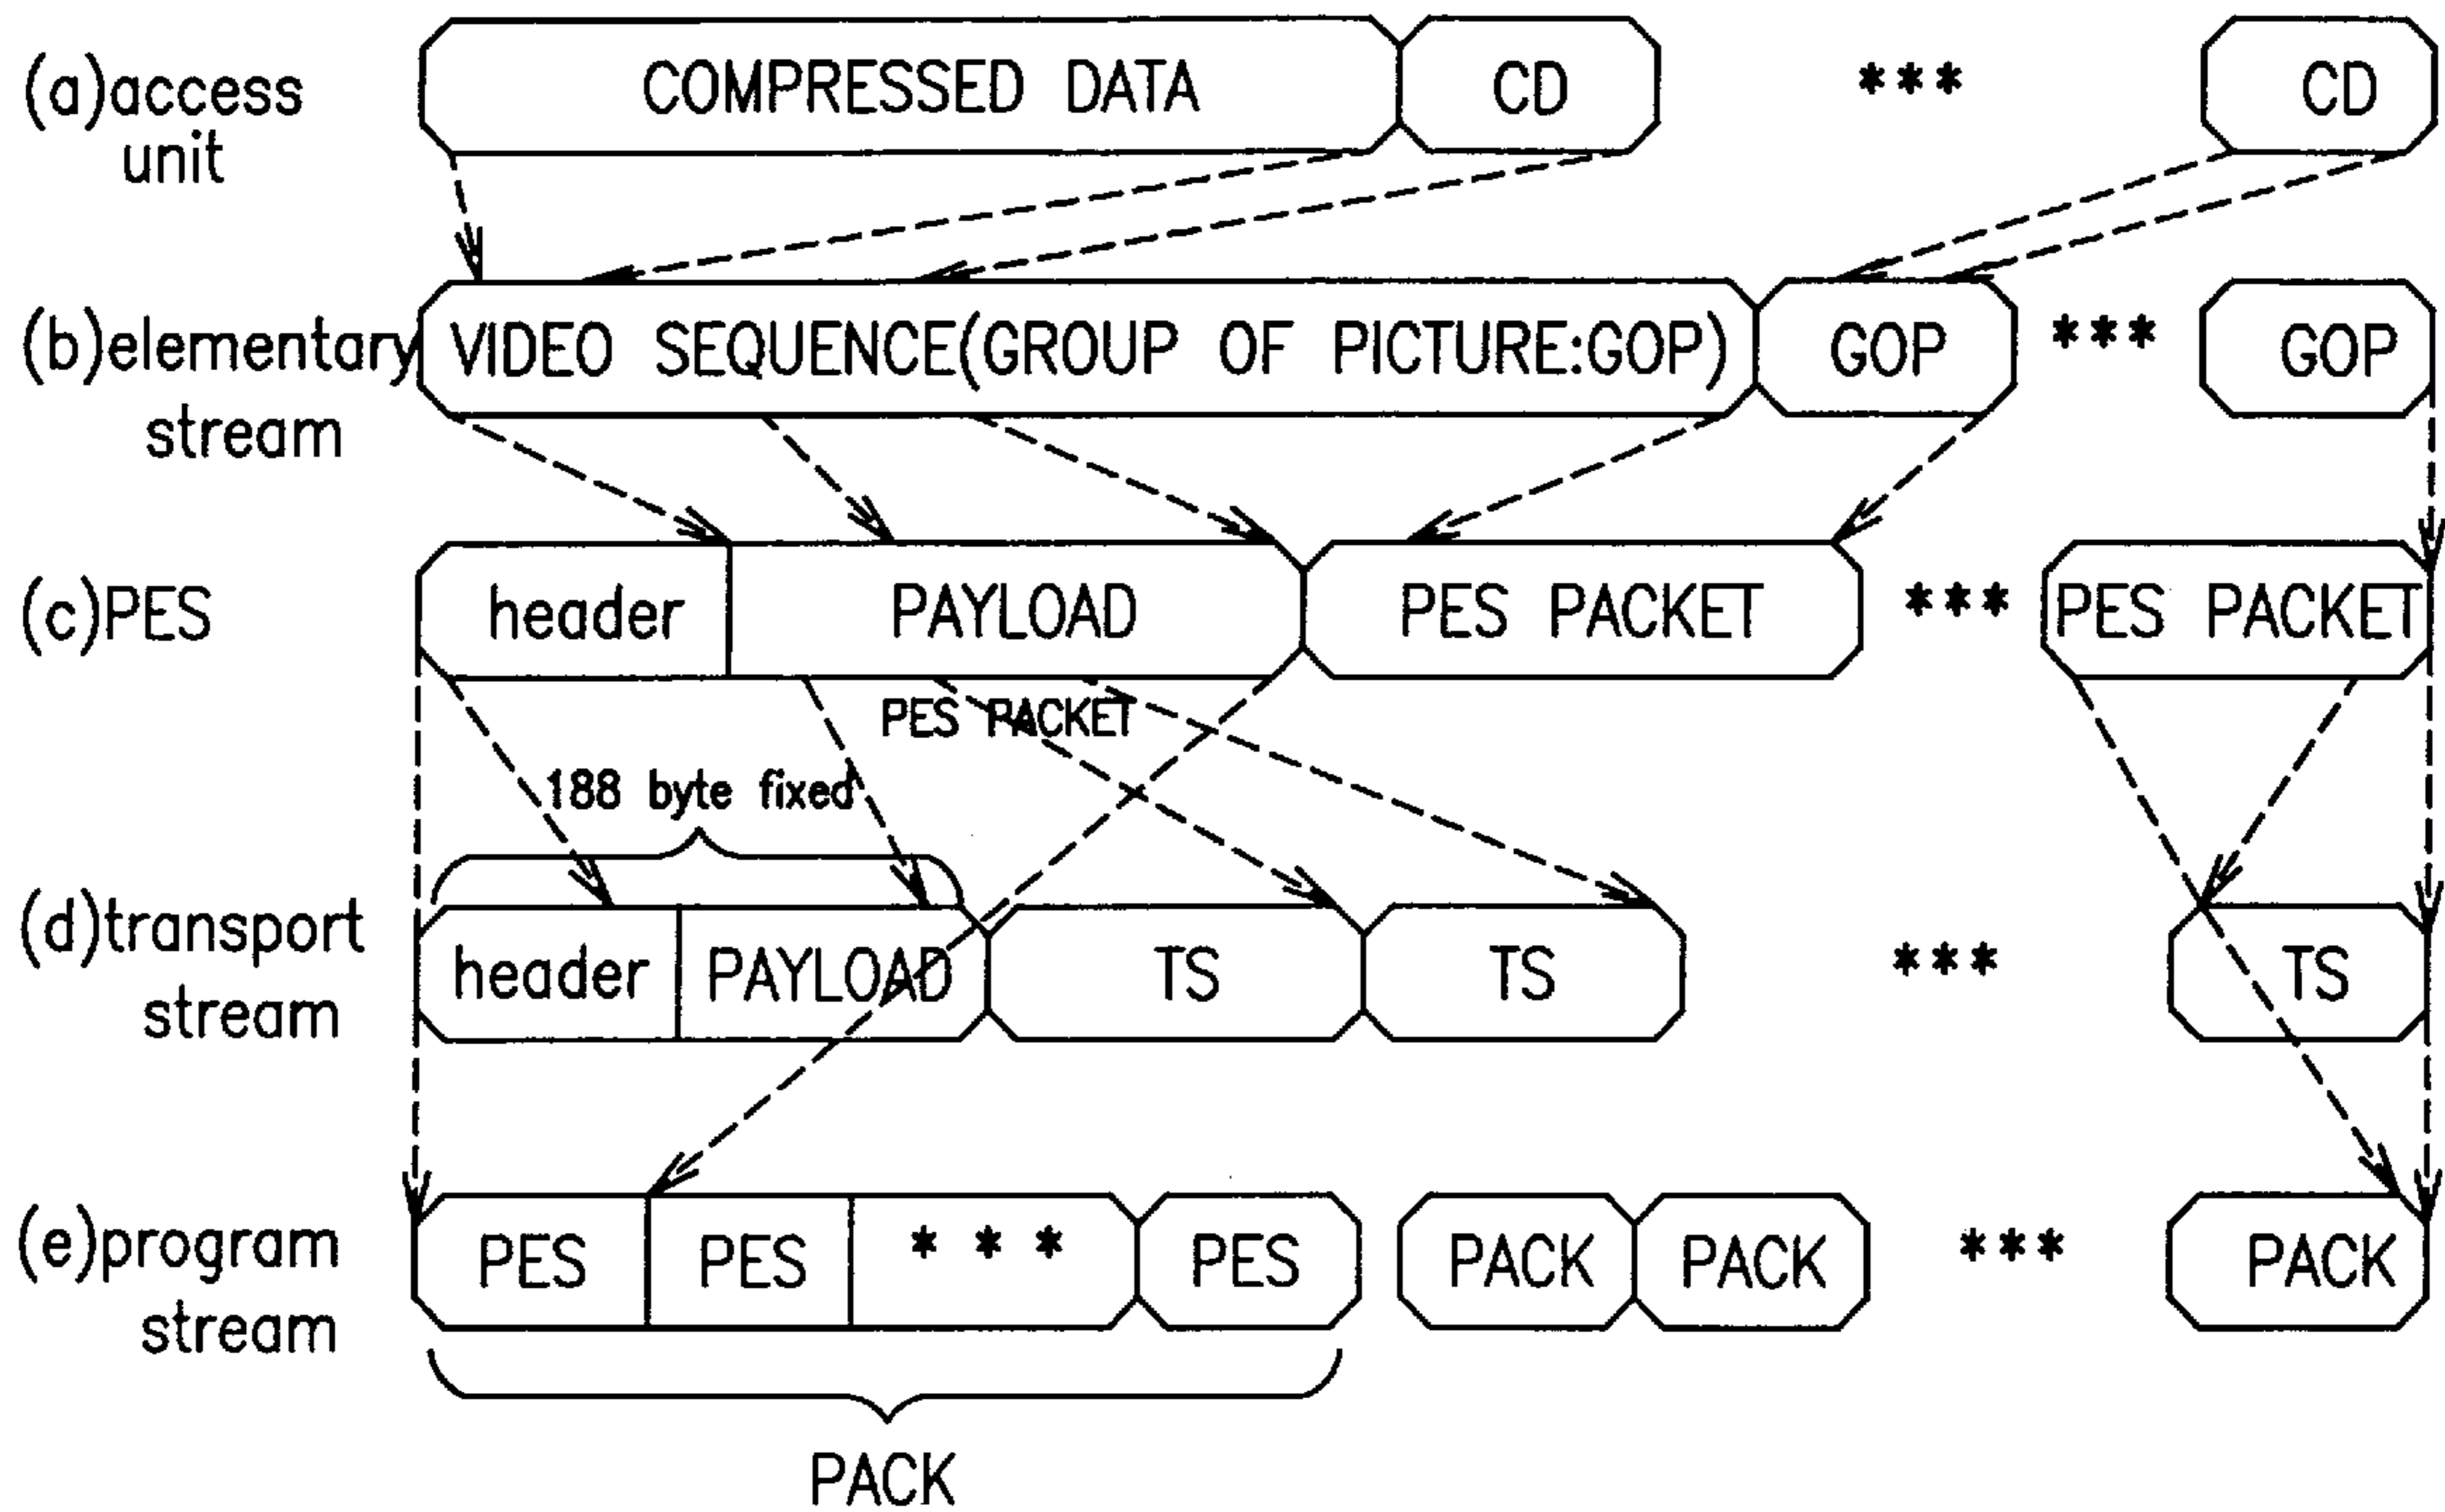 (a)access unit
COMPRESSED DATA
CD
***
CD
(b)elementary stream
VIDEO SEQUENCE(GROUP OF PICTURE:GOP)
GOP
***
GOP
(c)PES
header
PAYLOAD
PES PACKET
***
PES PACKET
PES PACKET
188 byte fixed
(d)transport stream
header
PAYLOAD
TS
TS
***
TS
(e)program stream
PES
PES
* * *
PES
PACK
PACK
***
PACK
PACK